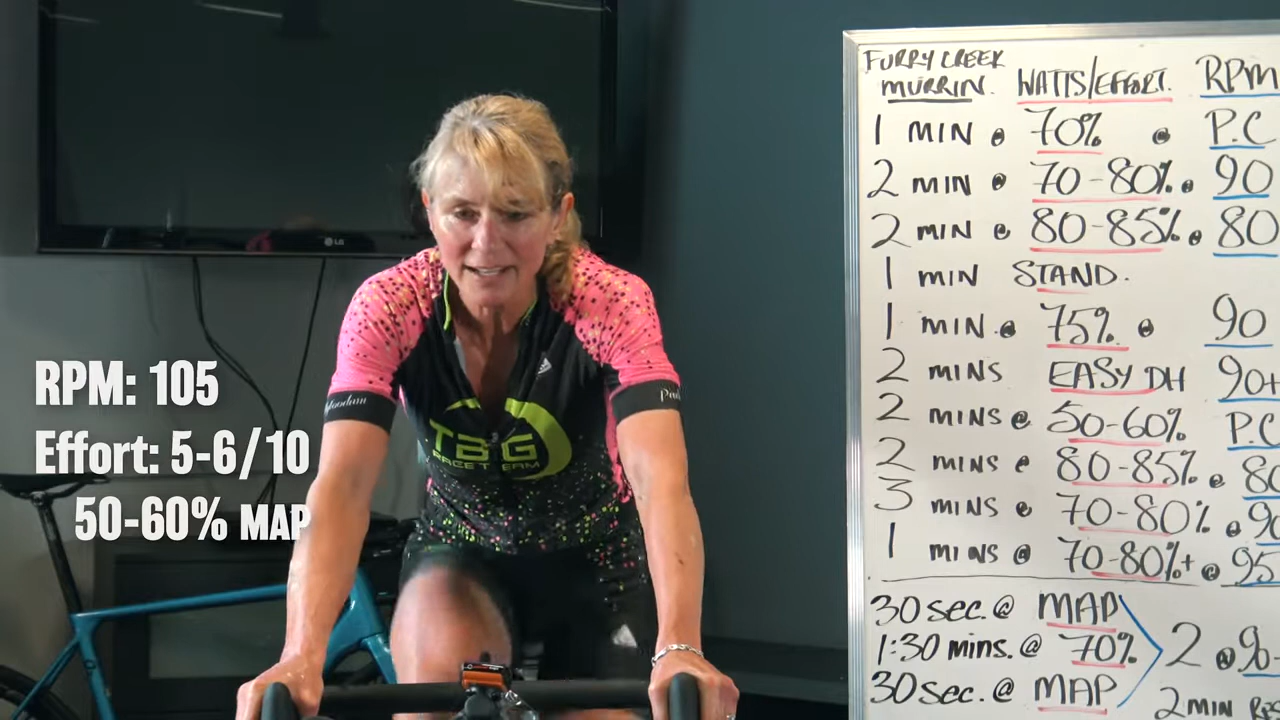 RPM: 105
Effort: 5-6/10
50-60% MAP
LG
TBG
RACE TEAM
FURRY CREEK
MURRIN. WATTS/EFFORT. RPM
1 MIN @ 70% @ P.C
2 MIN @ 70-80% @ 90
2 MIN @ 80-85% @ 80
1 MIN STAND.
1 MIN. @ 75% @ 90
2 MINS EASY DH 90+
2 MINS @ 50-60% P.C
2 MINS @ 80-85% @ 80
3 MINS @ 70-80% @ 90
1 MINS @ 70-80%+ @ 95
30 SEC. @ MAP
1:30 mins. @ 70% 2 @ 9
30 SEC. @ MAP
2 MIN